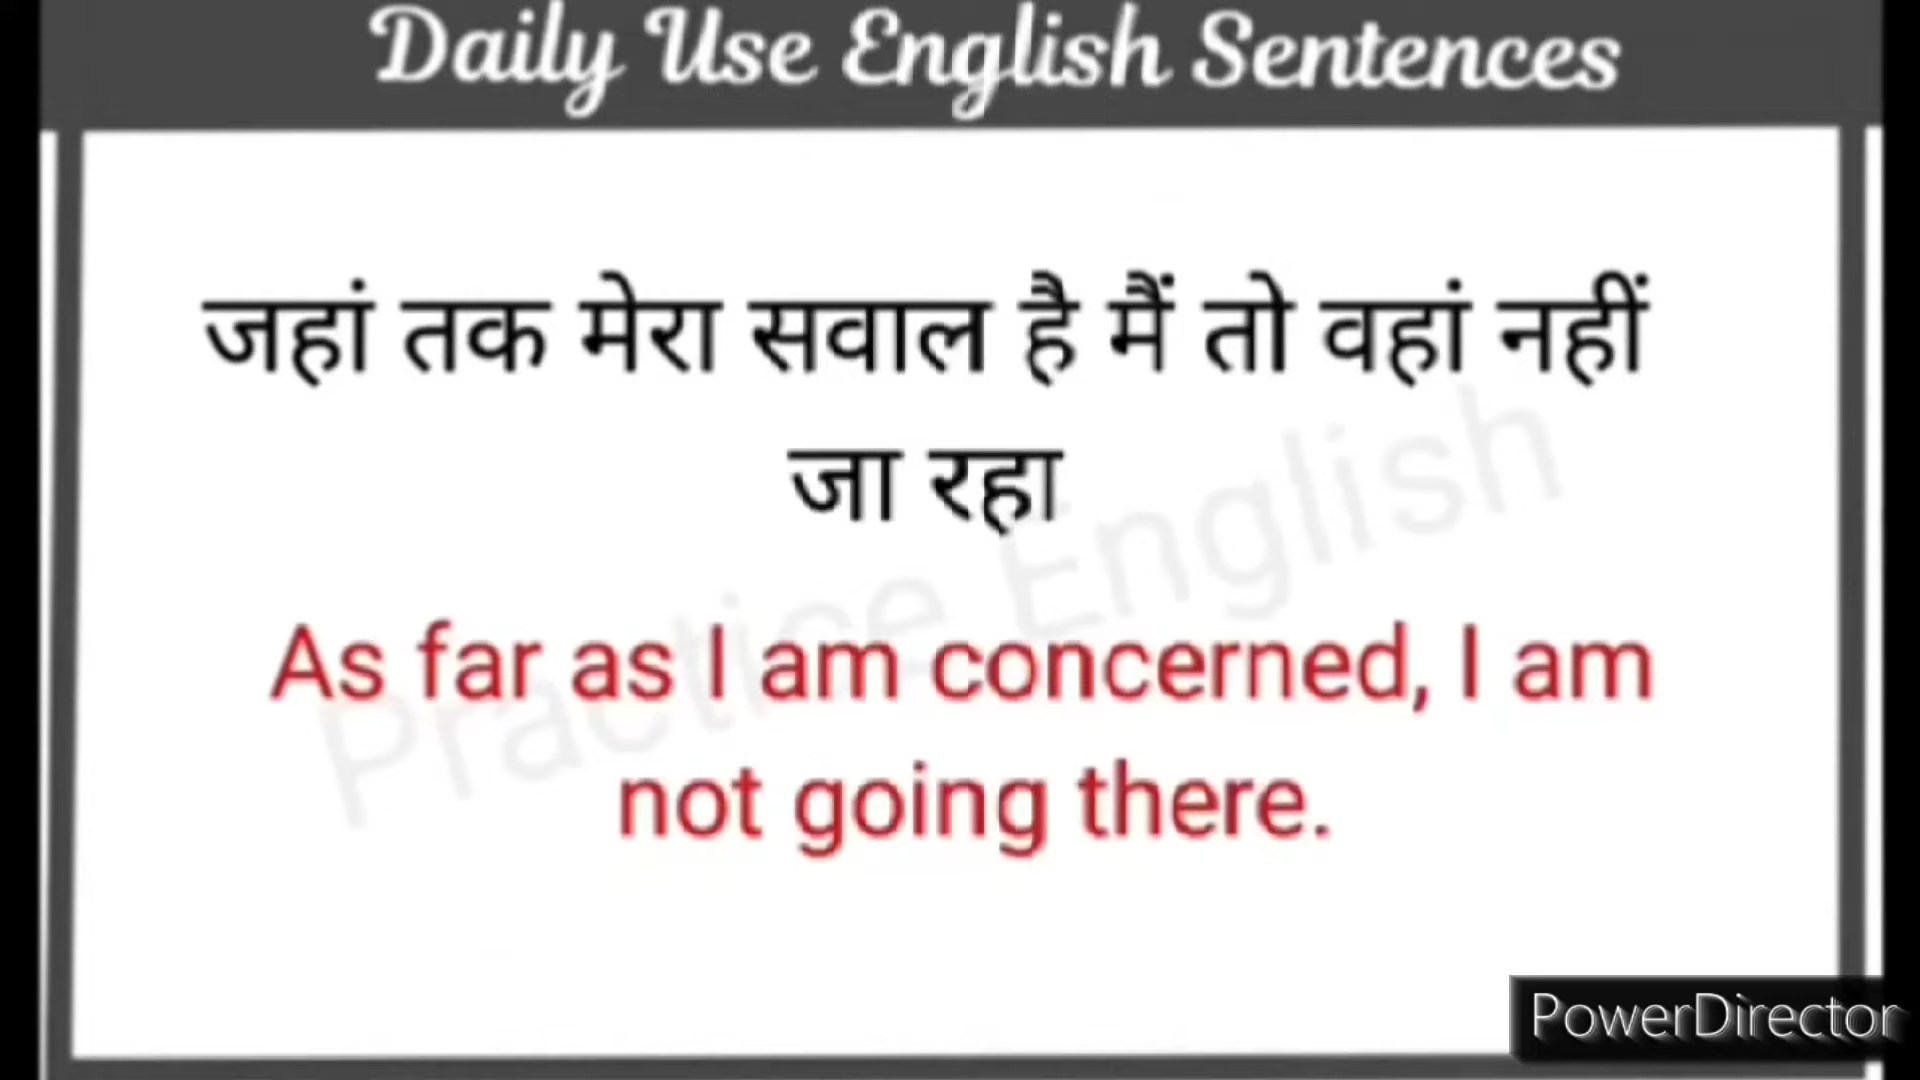 Daily Use English Sentences
जहां तक मेरा सवाल है मैं तो वहां नहीं
जा रहा
Practice English
As far as I am concerned, I am
not going there.
PowerDirector